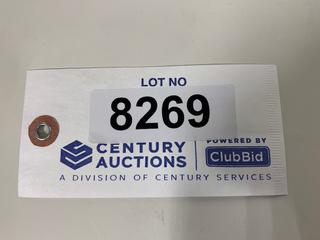 LOT NO
8269
CENTURY AUCTIONS
POWERED BY
ClubBid
A DIVISION OF CENTURY SERVICES